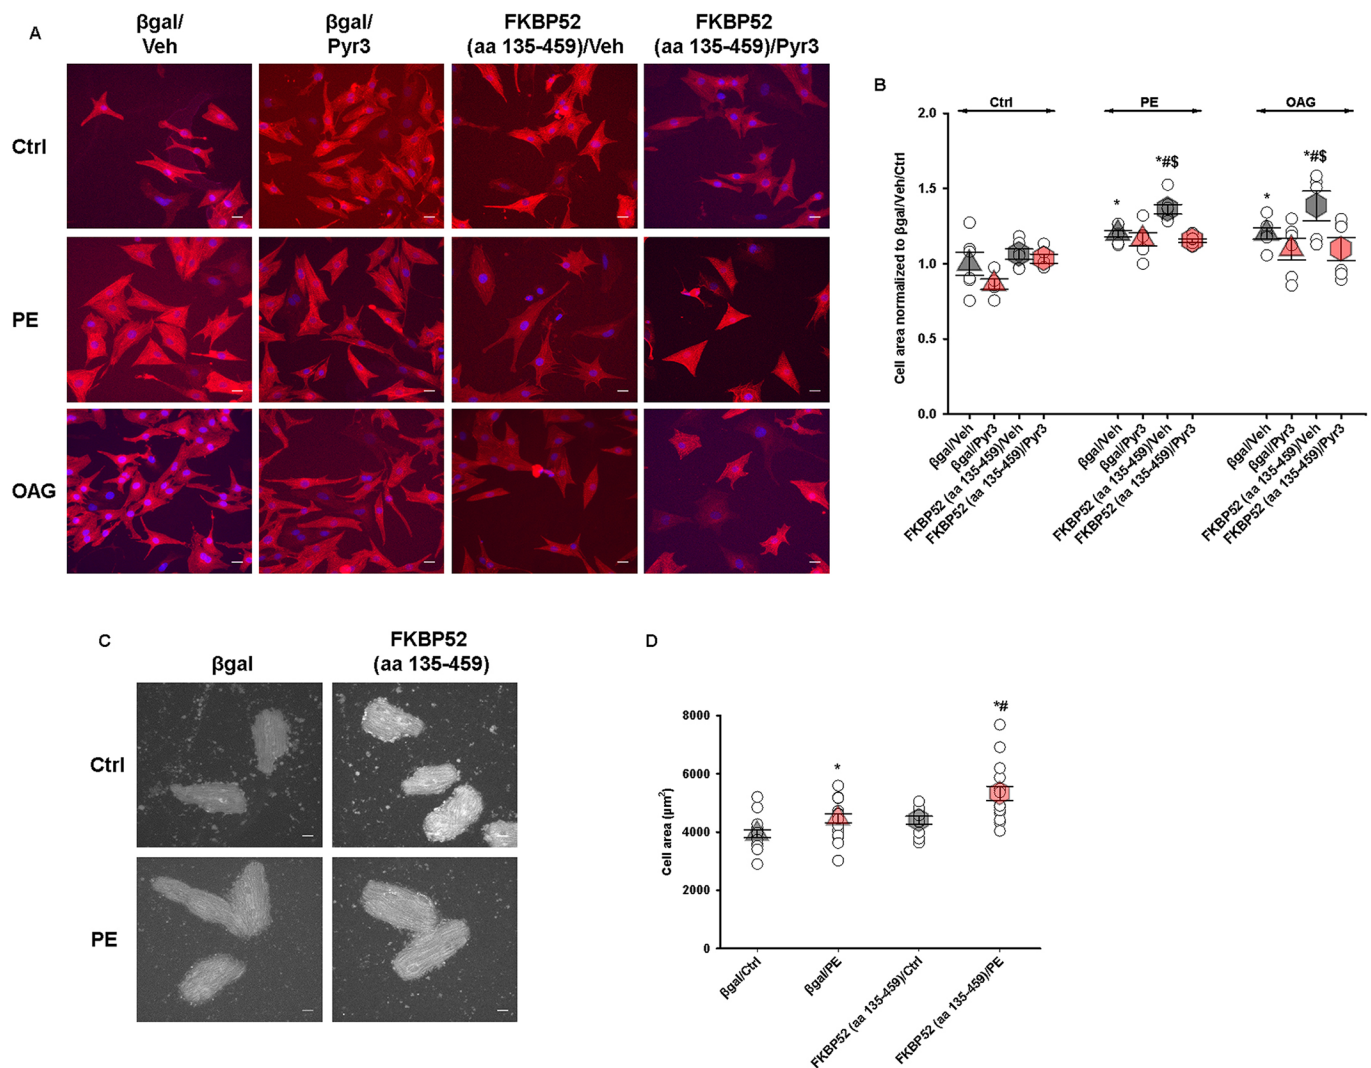 A
βgal/
Veh
βgal/
Pyr3
FKBP52
(aa 135-459)/Veh
FKBP52
(aa 135-459)/Pyr3
Ctrl
PE
OAG
B
Ctrl
PE
OAG
Cell area normalized to βgal/Veh/Ctrl
2.0
1.5
1.0
0.5
0.0
*
*#$
*
*#$
βgal/Veh
βgal/Pyr3
FKBP52 (aa 135-459)/Veh
FKBP52 (aa 135-459)/Pyr3
βgal/Veh
βgal/Pyr3
FKBP52 (aa 135-459)/Veh
FKBP52 (aa 135-459)/Pyr3
βgal/Veh
βgal/Pyr3
FKBP52 (aa 135-459)/Veh
FKBP52 (aa 135-459)/Pyr3
C
βgal
FKBP52
(aa 135-459)
Ctrl
PE
D
Cell area (μm²)
8000
6000
4000
2000
0
*
*#
βgal/Ctrl
βgal/PE
FKBP52 (aa 135-459)/Ctrl
FKBP52 (aa 135-459)/PE